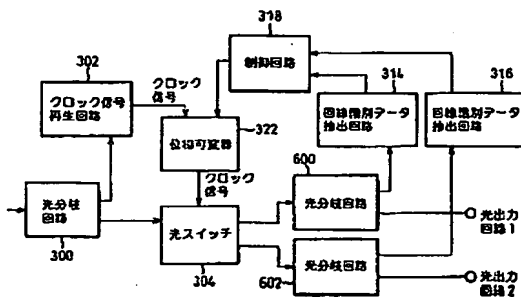 318
制御回路
302
クロック信号
再生回路
クロック
信号
314
316
回線識別データ
抽出回路
回線識別データ
抽出回路
位相可変器
322
クロック
信号
600
光分岐回路
光出力
回路1
光分岐
回路
300
光スイッチ
304
光分岐回路
602
光出力
回路2